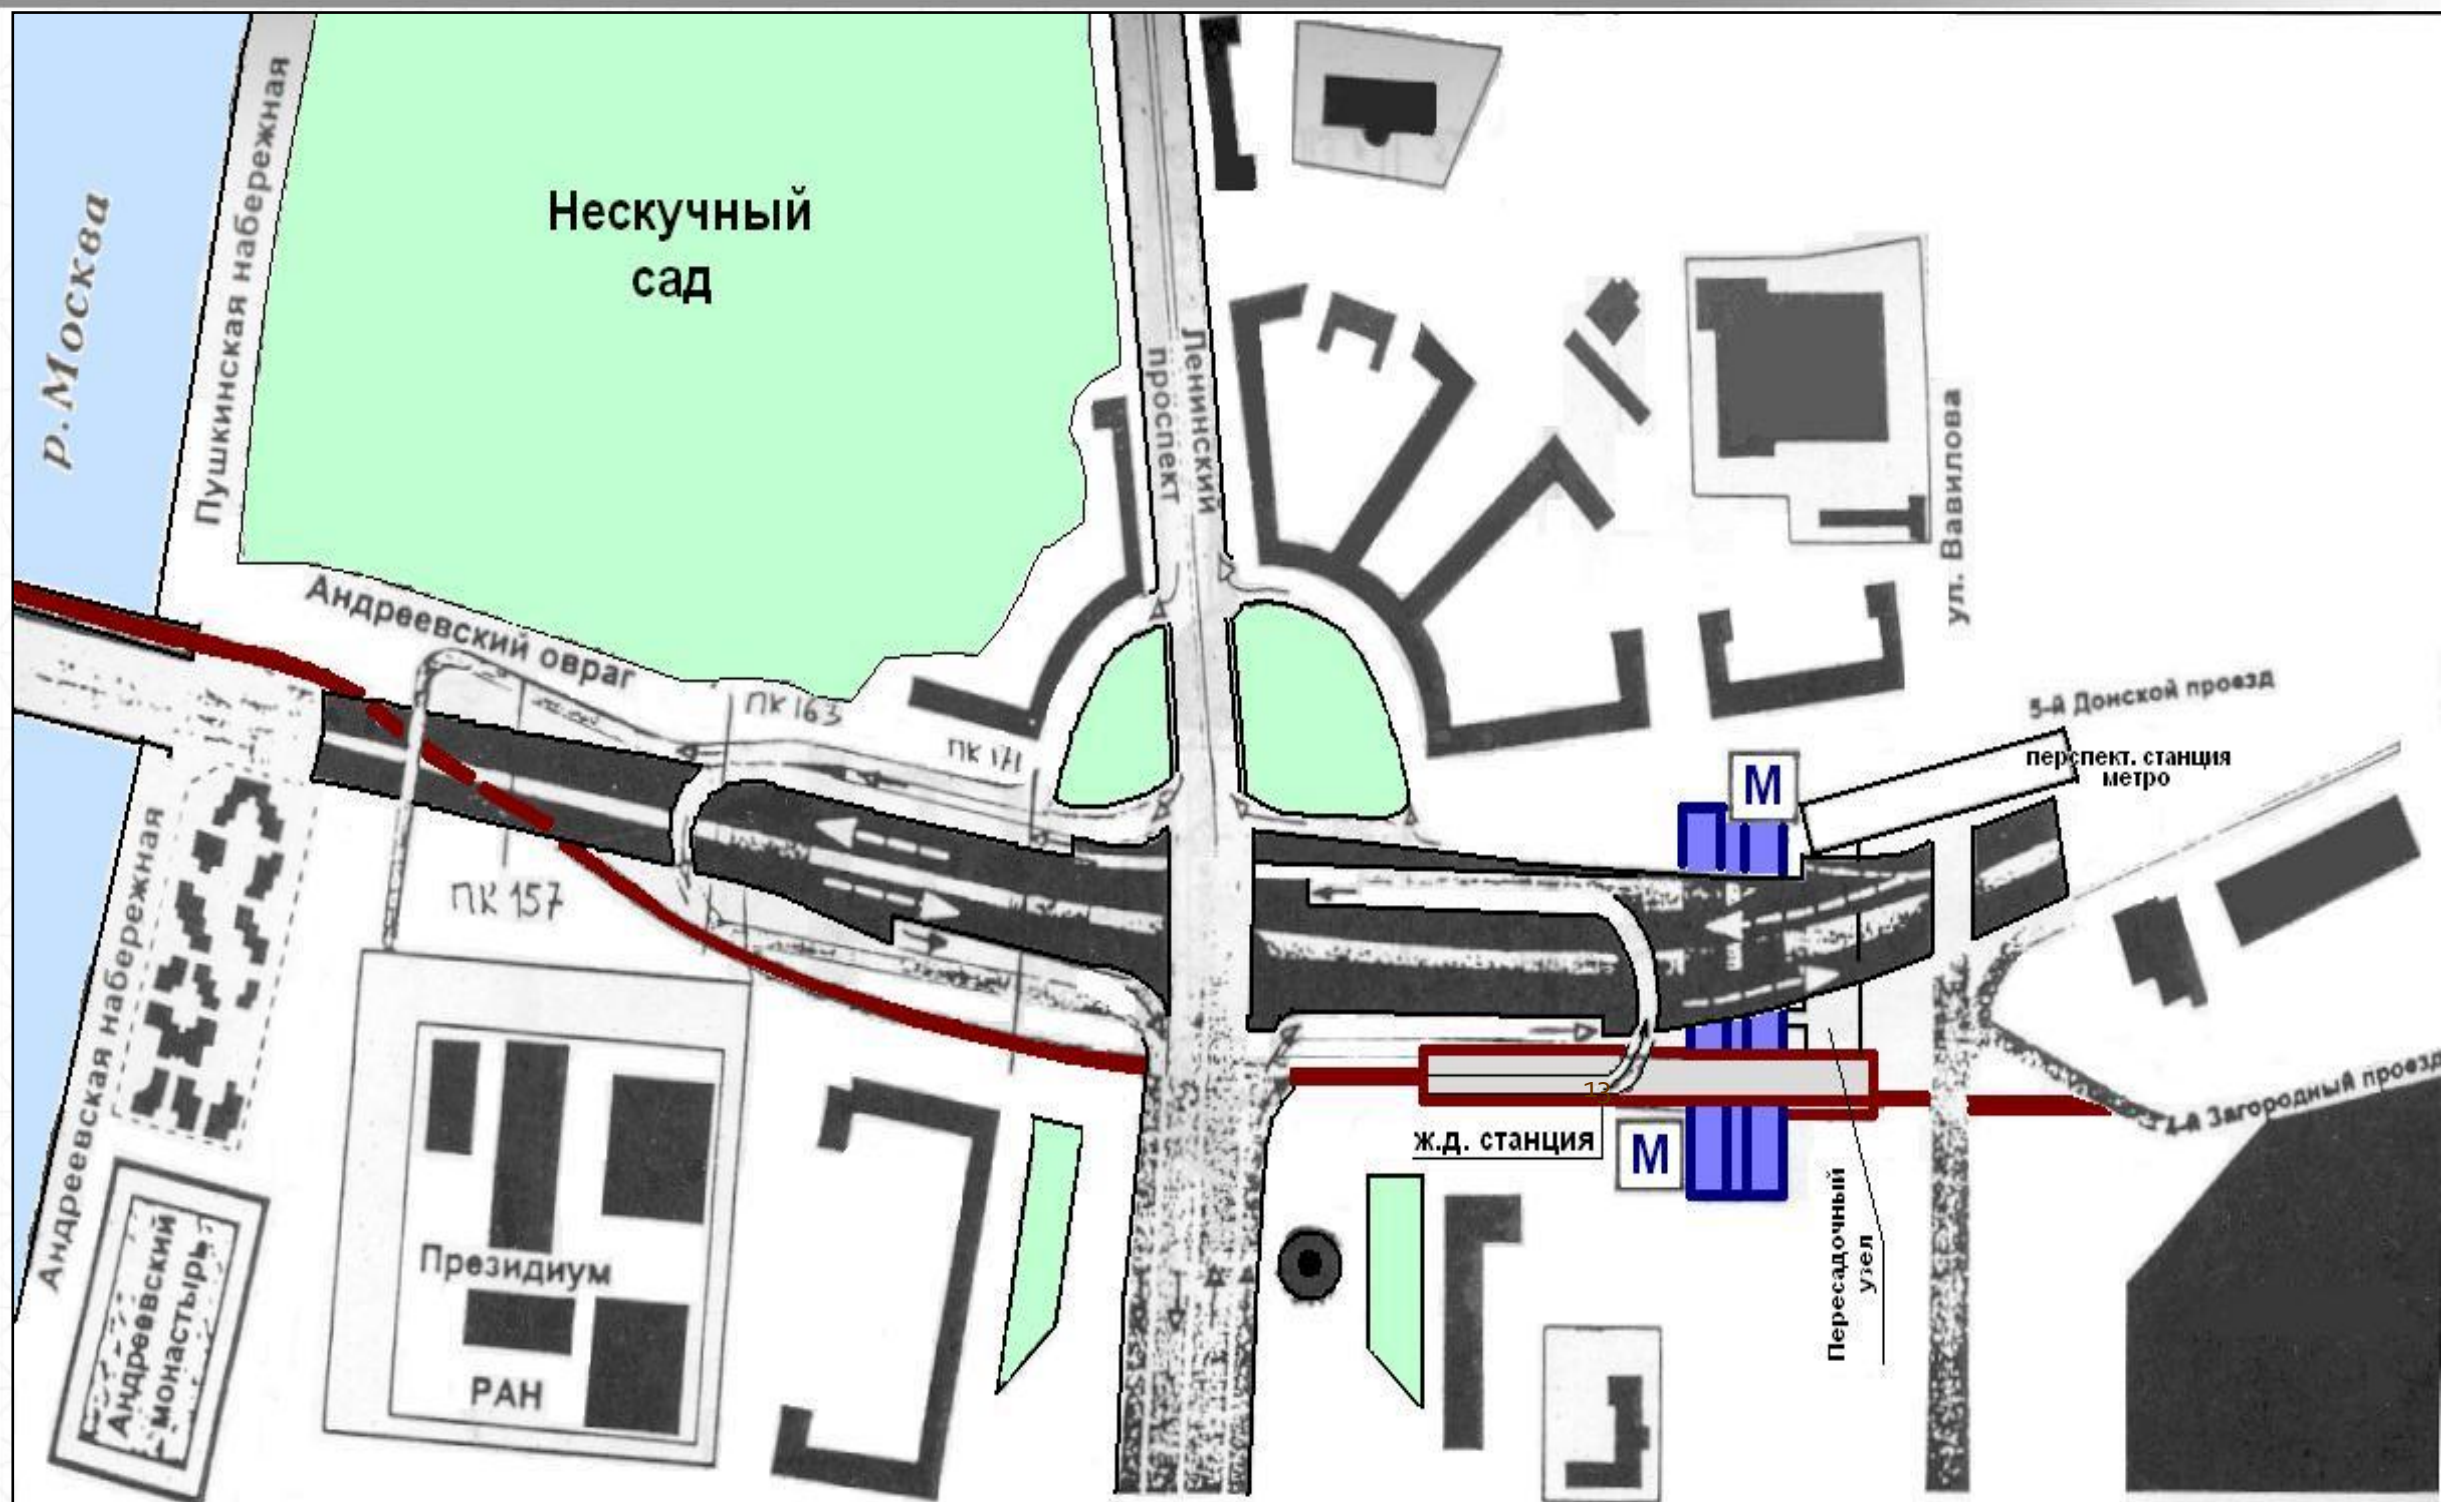 Нескучный
сад
р. Москва
Пушкинская набережная
Ленинский
проспект
ул. Вавилова
Андреевский овраг
ПК 163
ПК 171
5-й Донской проезд
перспект. станция
метро
М
ПК 157
Андреевская набережная
13
ж.д. станция
М
4-й Загородный проезд
Пересадочный
узел
Президиум
РАН
Андреевский
монастырь